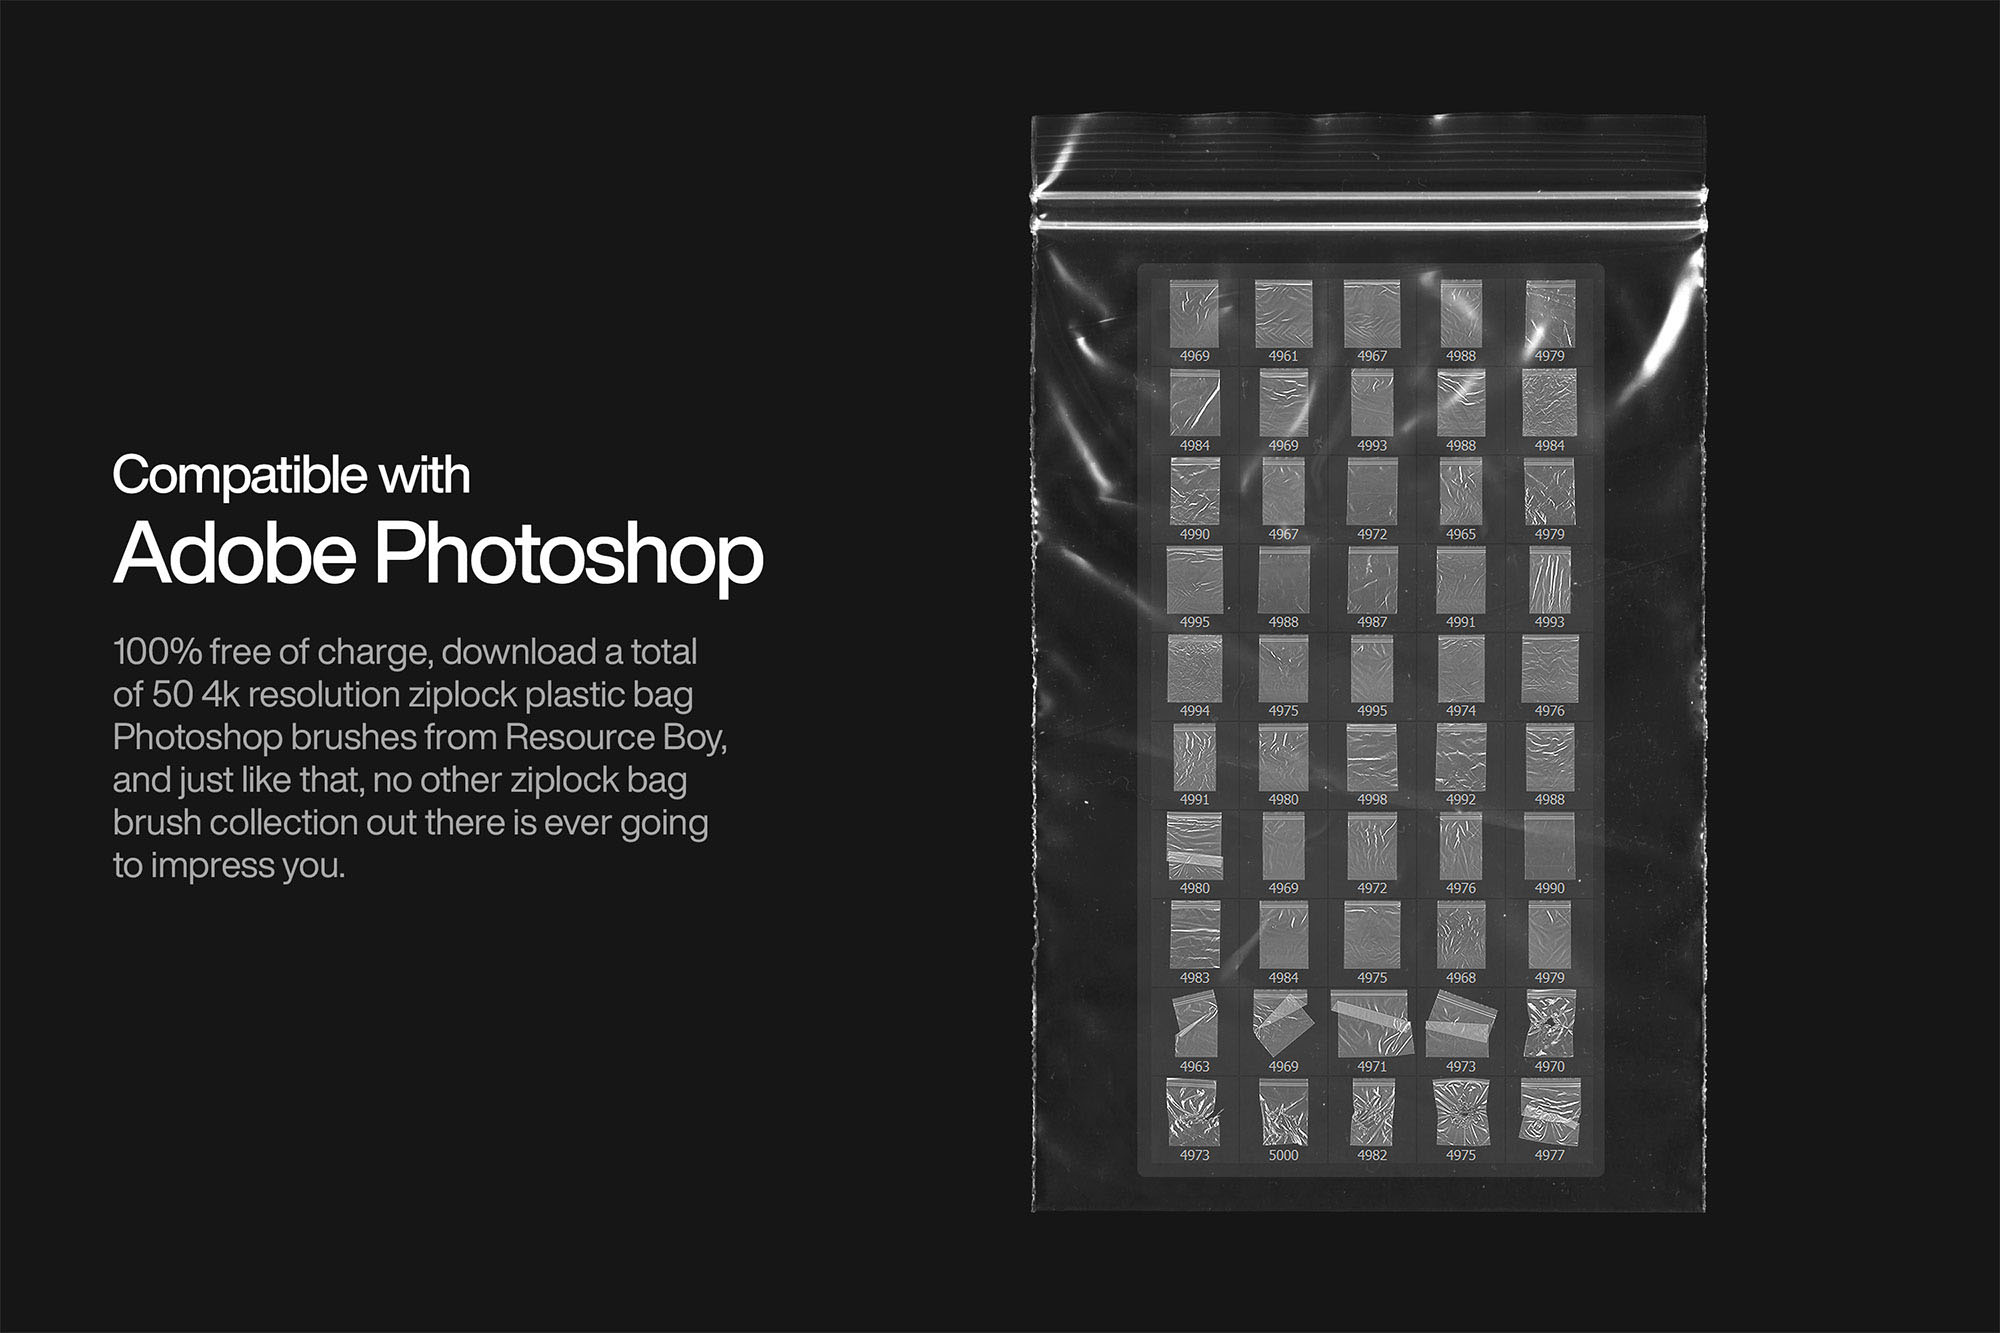 Compatible with
Adobe Photoshop
100% free of charge, download a total
of 50 4k resolution ziplock plastic bag
Photoshop brushes from Resource Boy,
and just like that, no other ziplock bag
brush collection out there is ever going
to impress you.
4969 4961 4967 4988 4979
4984 4969 4993 4988 4984
4990 4967 4972 4965 4979
4995 4988 4987 4991 4993
4994 4975 4995 4974 4976
4991 4980 4998 4992 4988
4980 4969 4972 4976 4990
4983 4984 4975 4968 4979
4963 4969 4971 4973 4970
4973 5000 4982 4975 4977